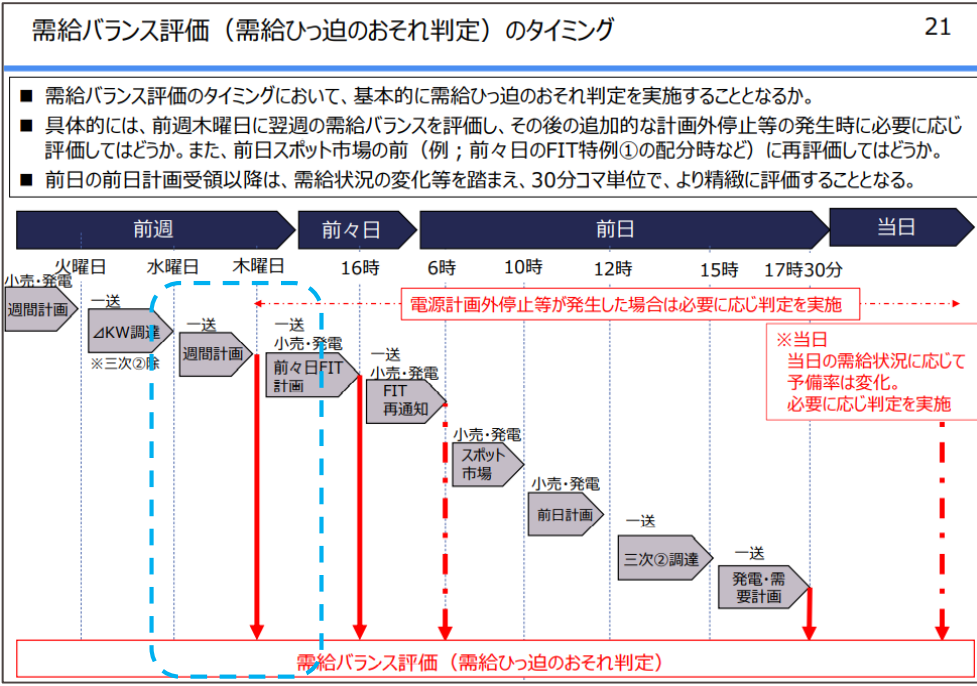 需給バランス評価（需給ひっ迫のおそれ判定）のタイミング
21
■ 需給バランス評価のタイミングにおいて、基本的に需給ひっ迫のおそれ判定を実施することとなるか。
■ 具体的には、前週木曜日に翌週の需給バランスを評価し、その後の追加的な計画外停止等の発生時に必要に応じ
評価してはどうか。また、前日スポット市場の前（例；前々日のFIT特例①の配分時など）に再評価してはどうか。
■ 前日の前日計画受領以降は、需給状況の変化等を踏まえ、30分コマ単位で、より精緻に評価することとなる。
前週
前々日
前日
当日
火曜日
水曜日
木曜日
16時
6時
10時
12時
15時
17時30分
小売・発電
週間計画
一送
⊿KW調達
※三次②除
一送
週間計画
一送
小売・発電
前々日FIT
計画
一送
小売・発電
FIT
再通知
小売・発電
スポット
市場
小売・発電
前日計画
一送
三次②調達
一送
発電・需
要計画
電源計画外停止等が発生した場合は必要に応じ判定を実施
※当日
当日の需給状況に応じて
予備率は変化。
必要に応じ判定を実施
需給バランス評価（需給ひっ迫のおそれ判定）